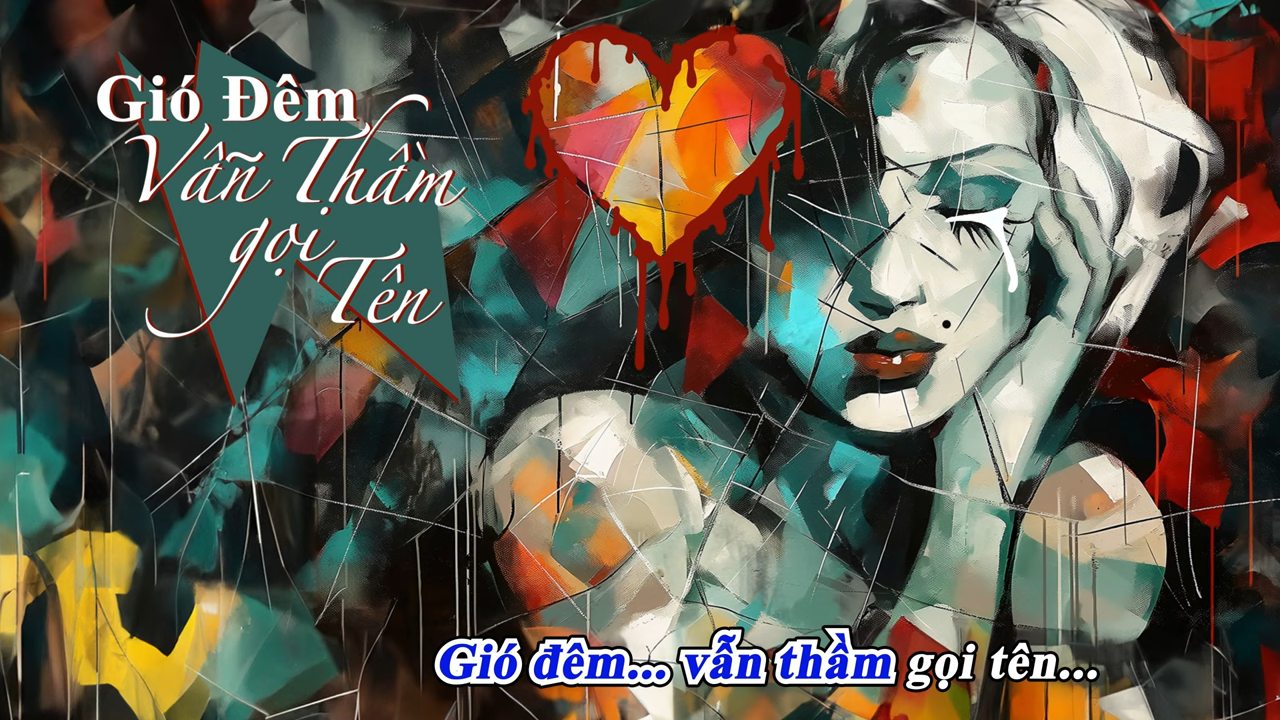 Gió Đêm
Vẫn Thầm
gọi
Tên
Gió đêm... vẫn thầm gọi tên...